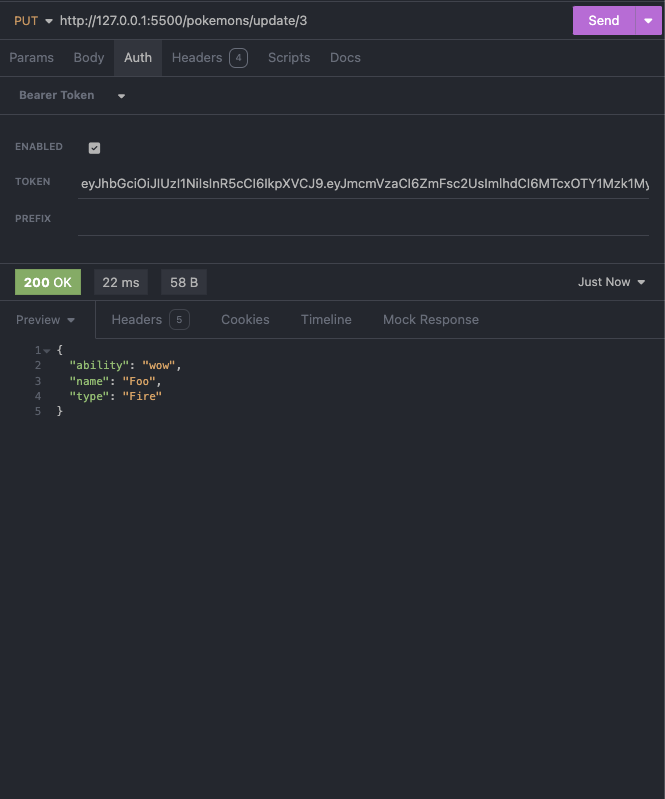 PUT http://127.0.0.1:5500/pokemons/update/3 Send
Params Body Auth Headers 4 Scripts Docs
Bearer Token
ENABLED
TOKEN eyJhbGciOiJIUzI1NiIsInR5cCI6IkpXVCJ9.eyJmcmVzaCI6ZmFsc2UsImlhdCI6MTcxOTY1Mzk1My
PREFIX
200 OK 22 ms 58 B Just Now
Preview Headers 5 Cookies Timeline Mock Response
1 {
2 "ability": "wow",
3 "name": "Foo",
4 "type": "Fire"
5 }